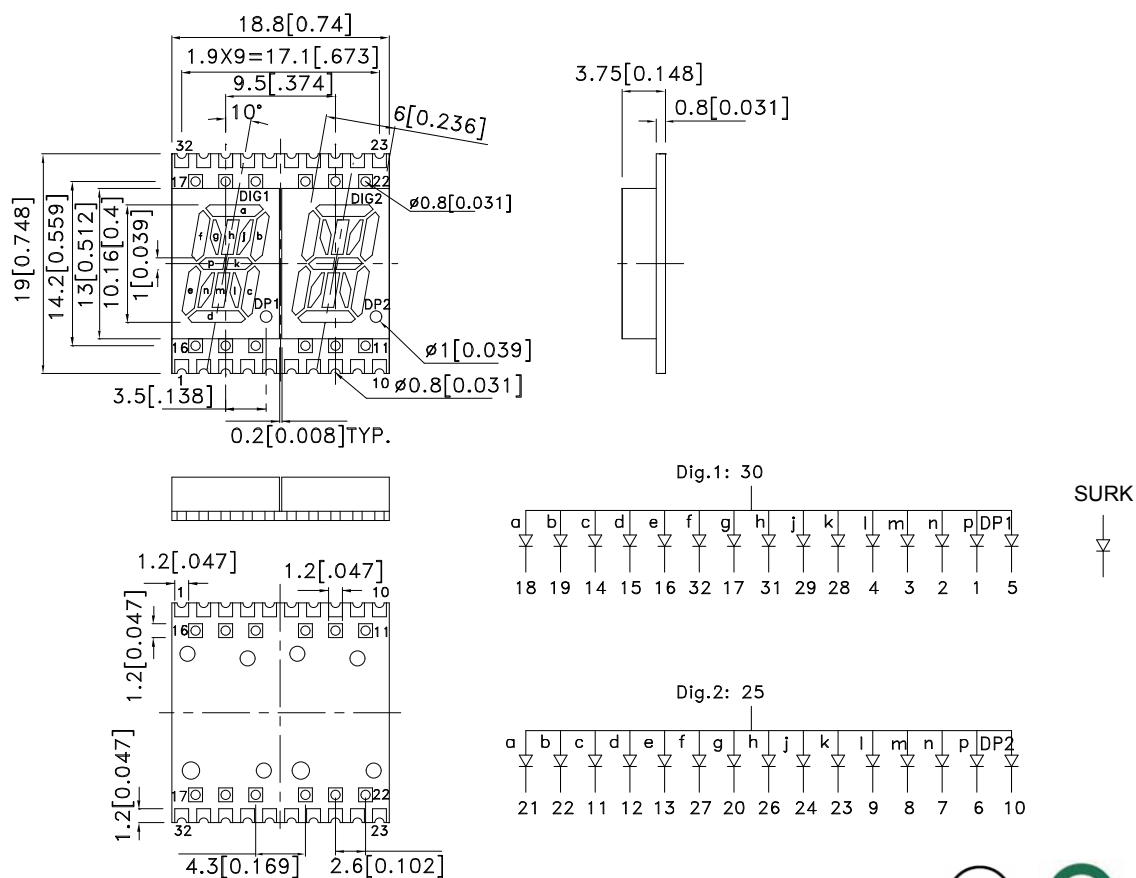 18.8[0.74]
1.9X9=17.1[.673]
9.5[.374]
10°
6[0.236]
32
23
17
22
ø0.8[0.031]
DIG1
DIG2
a
f g h j b
p k
e n m l c
d
DP1
DP2
19[0.748]
14.2[0.559]
13[0.512]
10.16[0.4]
1[0.039]
16
11
1
10
ø1[0.039]
ø0.8[0.031]
3.5[.138]
0.2[0.008]TYP.
3.75[0.148]
0.8[0.031]
1.2[.047]
1.2[.047]
1
10
16
11
1.2[0.047]
1.2[0.047]
17
22
32
23
4.3[0.169]
2.6[0.102]
Dig.1: 30
a b c d e f g h j k l m n p DP1
18 19 14 15 16 32 17 31 29 28 4 3 2 1 5
SURK
Dig.2: 25
a b c d e f g h j k l m n p DP2
21 22 11 12 13 27 20 26 24 23 9 8 7 6 10